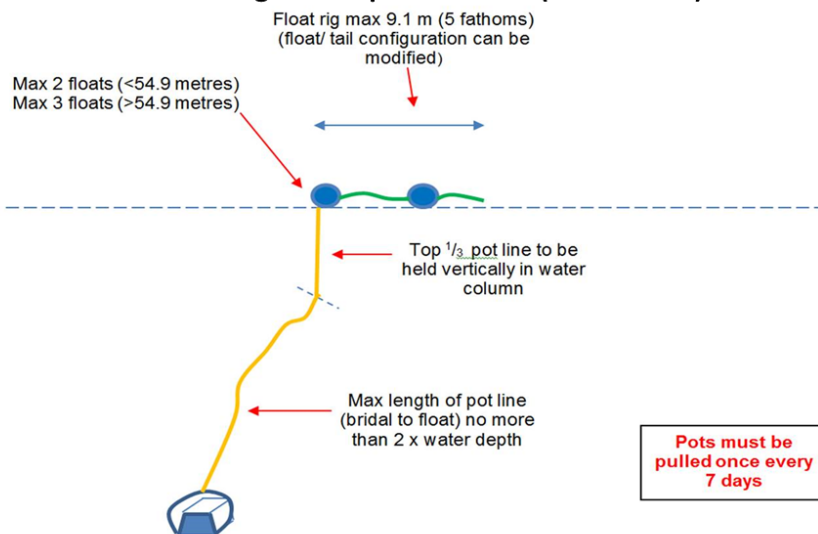 Float rig max 9.1 m (5 fathoms)
(float/ tail configuration can be
modified)
Max 2 floats (<54.9 metres)
Max 3 floats (>54.9 metres)
Top 1/3 pot line to be
held vertically in water
column
Max length of pot line
(bridal to float) no more
than 2 x water depth
Pots must be
pulled once every
7 days